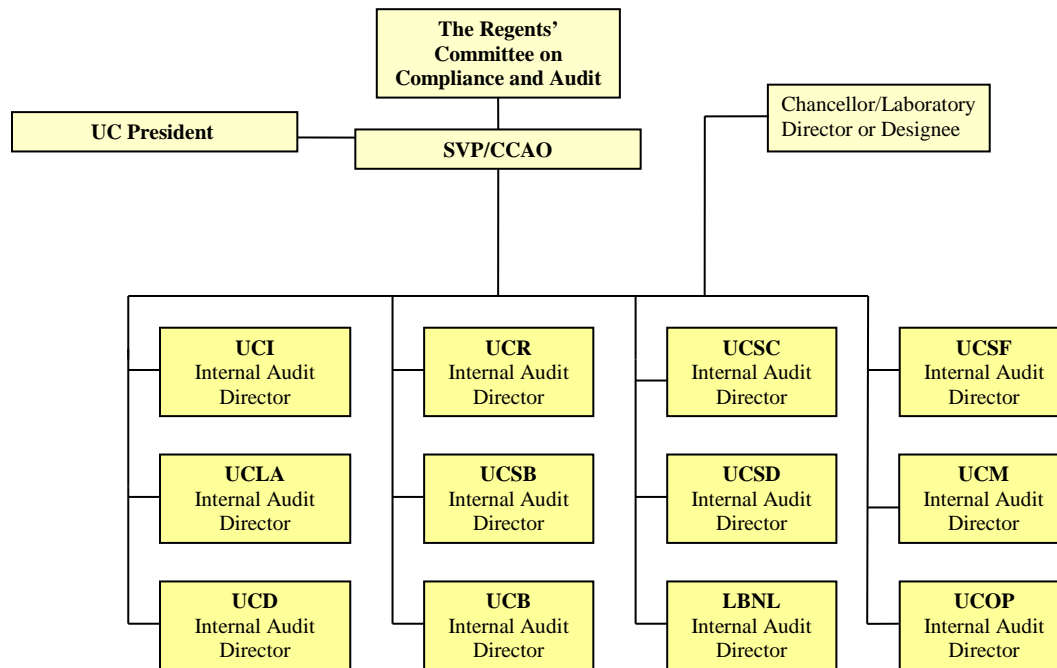 The Regents’
Committee on
Compliance and Audit
UC President
SVP/CCAO
Chancellor/Laboratory
Director or Designee
UCI
Internal Audit
Director
UCR
Internal Audit
Director
UCSC
Internal Audit
Director
UCSF
Internal Audit
Director
UCLA
Internal Audit
Director
UCSB
Internal Audit
Director
UCSD
Internal Audit
Director
UCM
Internal Audit
Director
UCD
Internal Audit
Director
UCB
Internal Audit
Director
LBNL
Internal Audit
Director
UCOP
Internal Audit
Director